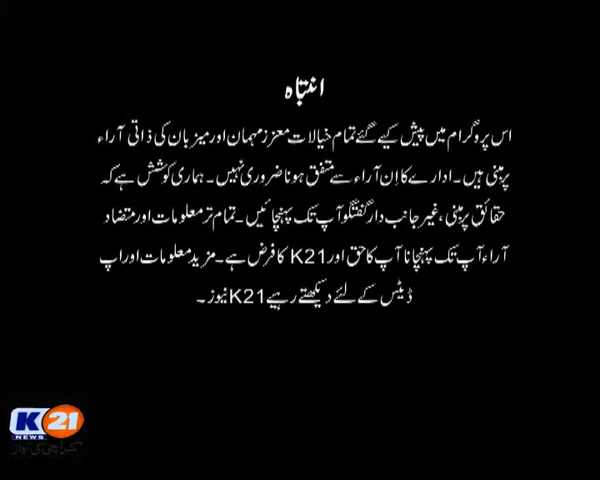 انتباہ
اس پروگرام میں پیش کیے گئے تمام خیالات معزز مہمان اور میزبان کی ذاتی آراء
پر مبنی ہیں۔ ادارے کا اِن آراء سے متفق ہونا ضروری نہیں۔ ہماری کوشش ہے کہ
حقائق پر مبنی، غیر جانب دار گفتگو آپ تک پہنچائیں۔ تمام تر معلومات اور متضاد
آراء آپ تک پہنچانا آپ کا حق اور K21 کا فرض ہے۔ مزید معلومات اور اپ
ڈیٹس کے لئے دیکھتے رہیے K21 نیوز۔
K21
NEWS
کراچی کی آواز